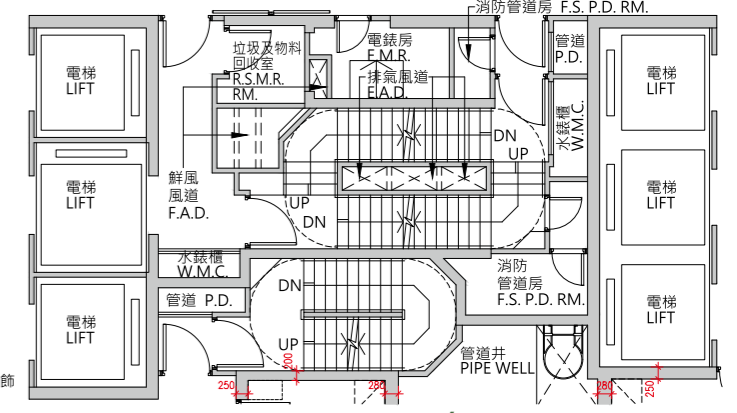 消防管道房 F.S. P.D. RM.
電梯
LIFT
垃圾及物料
回收室
R.S.M.R.
RM.
電錶房
E.M.R.
排氣風道
E.A.D.
管道
P.D.
水錶櫃
W.M.C.
電梯
LIFT
DN
UP
電梯
LIFT
鮮風
風道
F.A.D.
UP
DN
電梯
LIFT
水錶櫃
W.M.C.
管道 P.D.
DN
UP
消防
管道房
F.S. P.D. RM.
電梯
LIFT
電梯
LIFT
管道井
PIPE WELL
飾
250
200
280
280
250